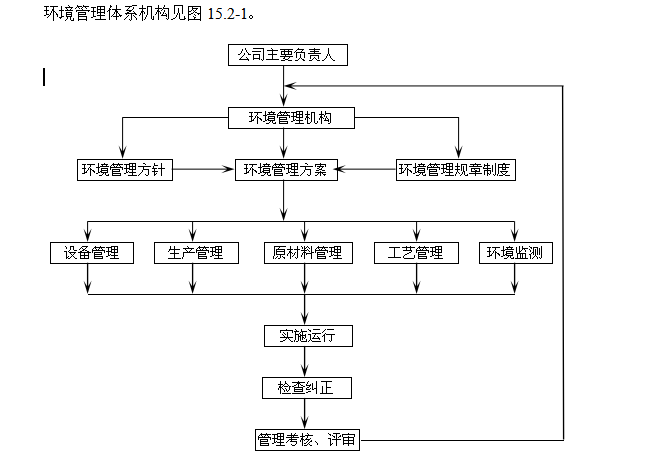 环境管理体系机构见图 15.2-1。
公司主要负责人
环境管理机构
环境管理方针
环境管理方案
环境管理规章制度
设备管理
生产管理
原材料管理
工艺管理
环境监测
实施运行
检查纠正
管理考核、评审